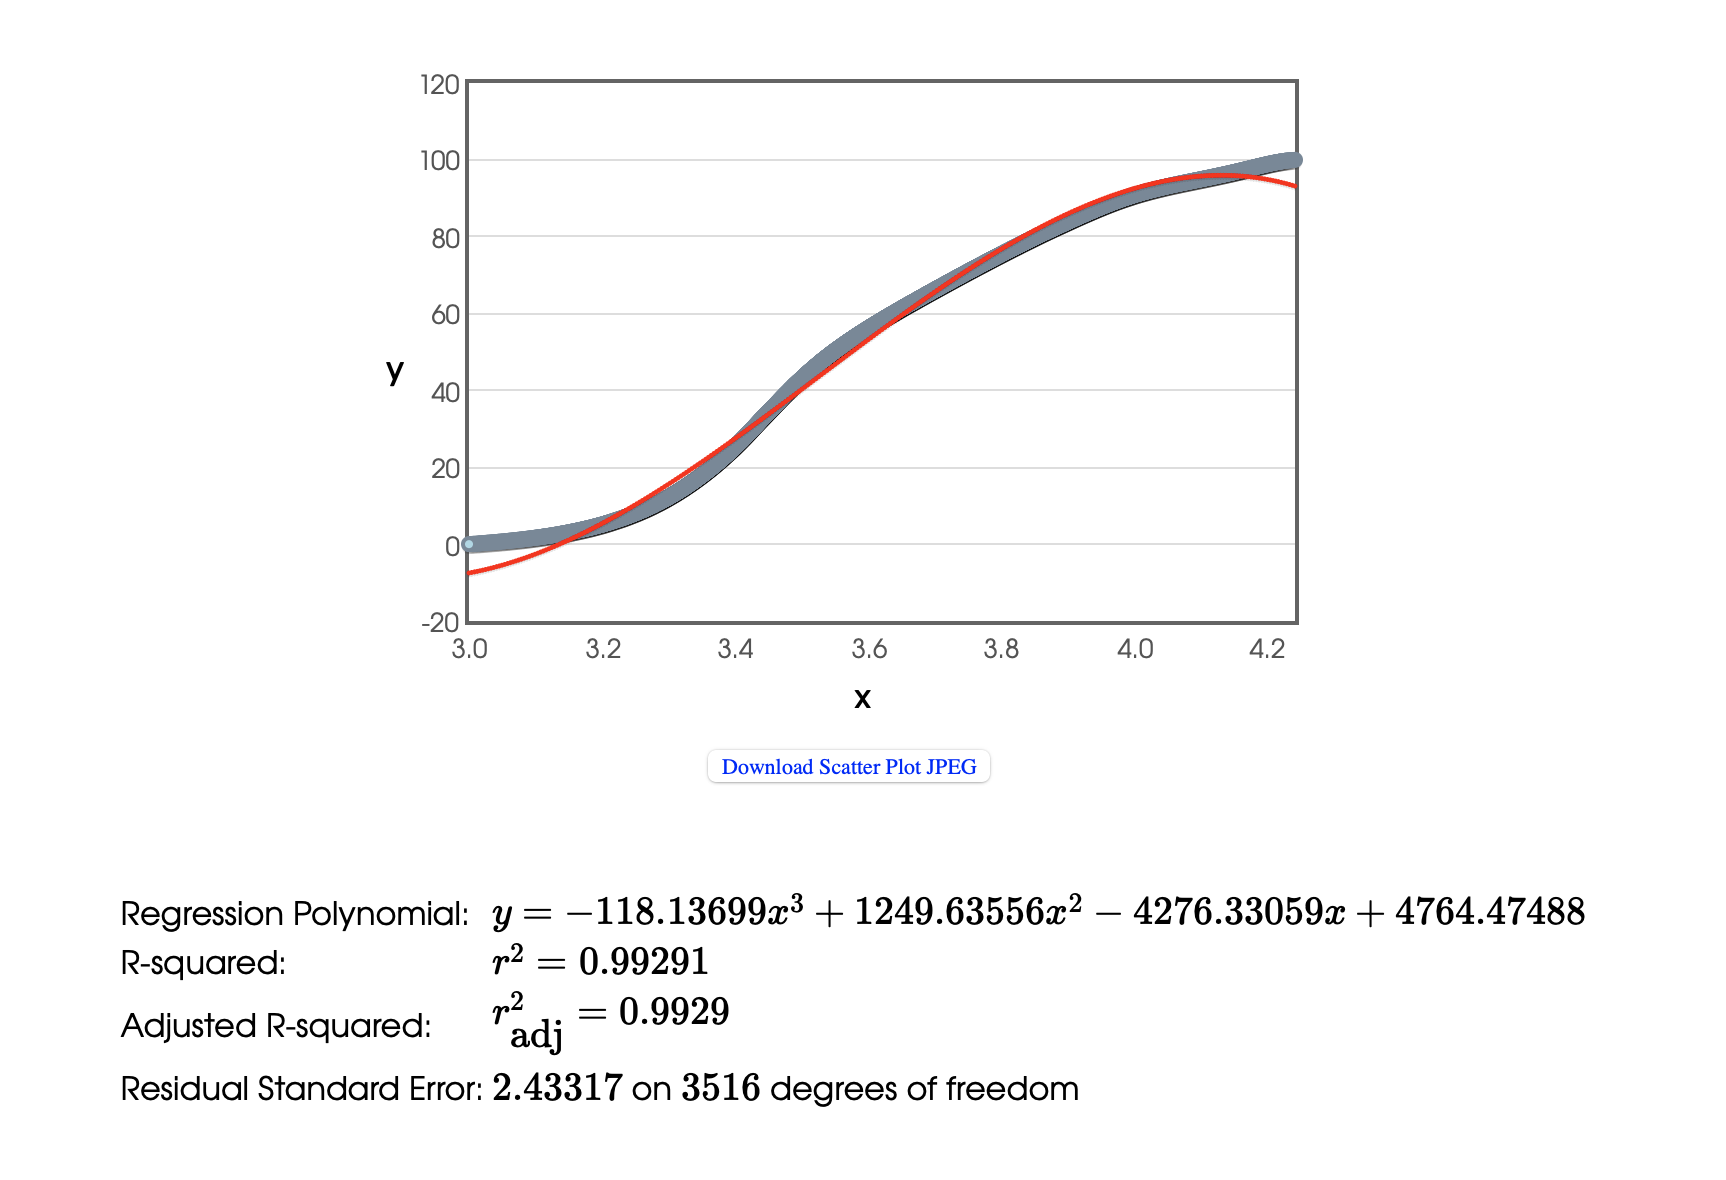 120
100
80
60
y
40
20
0
-20
3.0 3.2 3.4 3.6 3.8 4.0 4.2
x
Download Scatter Plot JPEG
Regression Polynomial: y = −118.13699x³ + 1249.63556x² − 4276.33059x + 4764.47488
R-squared: r² = 0.99291
Adjusted R-squared: r²adj = 0.9929
Residual Standard Error: 2.43317 on 3516 degrees of freedom